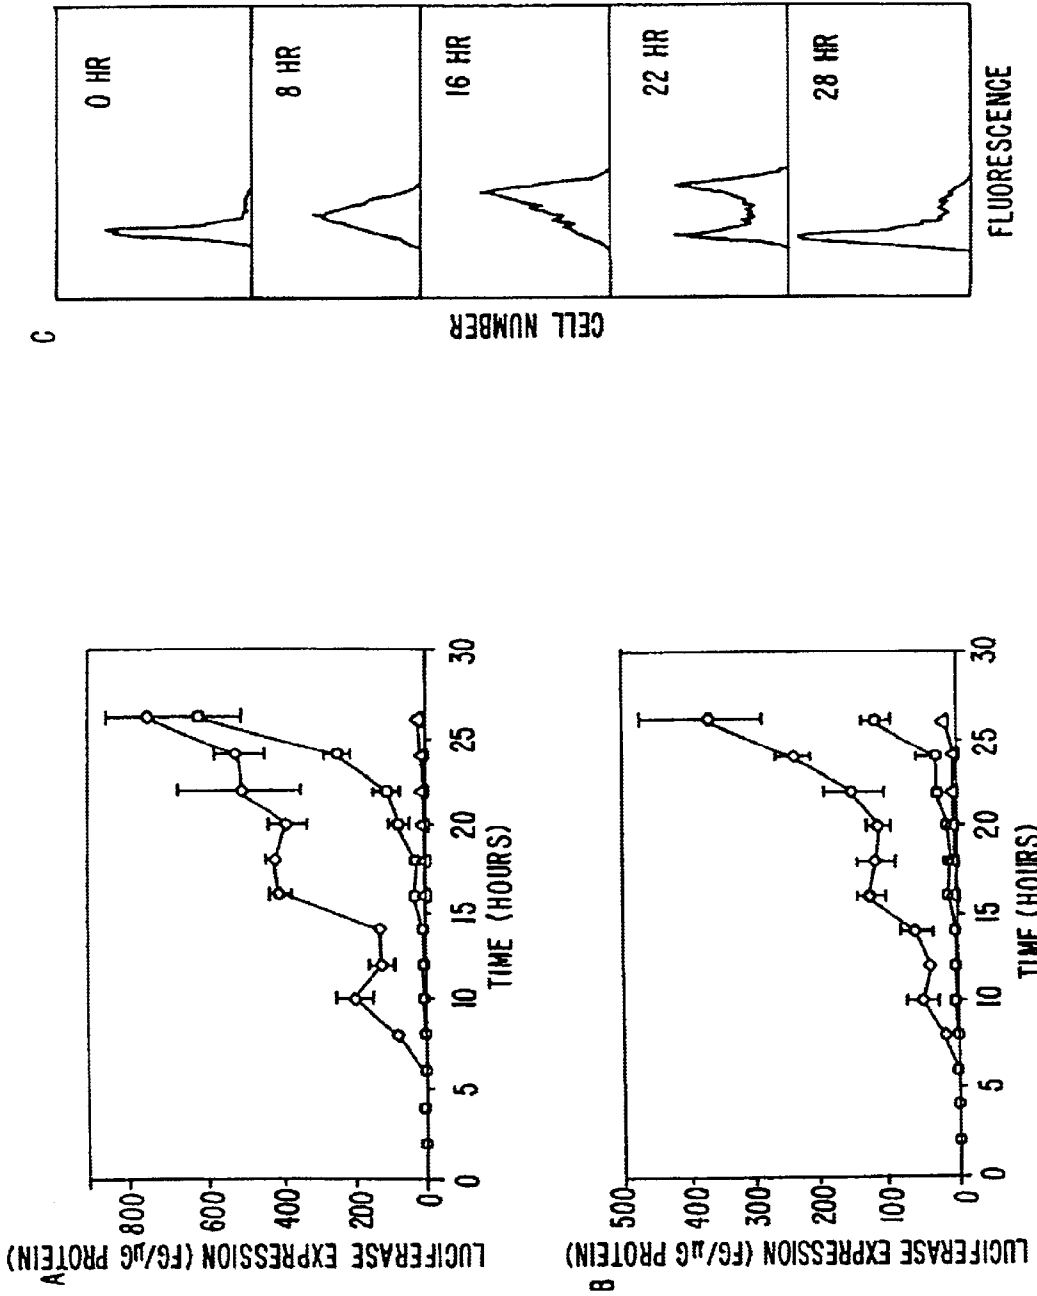 A
LUCIFERASE EXPRESSION (FG/µG PROTEIN)
800
600
400
200
0
0
5
10
15
20
25
30
TIME (HOURS)
B
LUCIFERASE EXPRESSION (FG/µG PROTEIN)
500
400
300
200
100
0
0
5
10
15
20
25
30
TIME (HOURS)
C
CELL NUMBER
0 HR
8 HR
16 HR
22 HR
28 HR
FLUORESCENCE